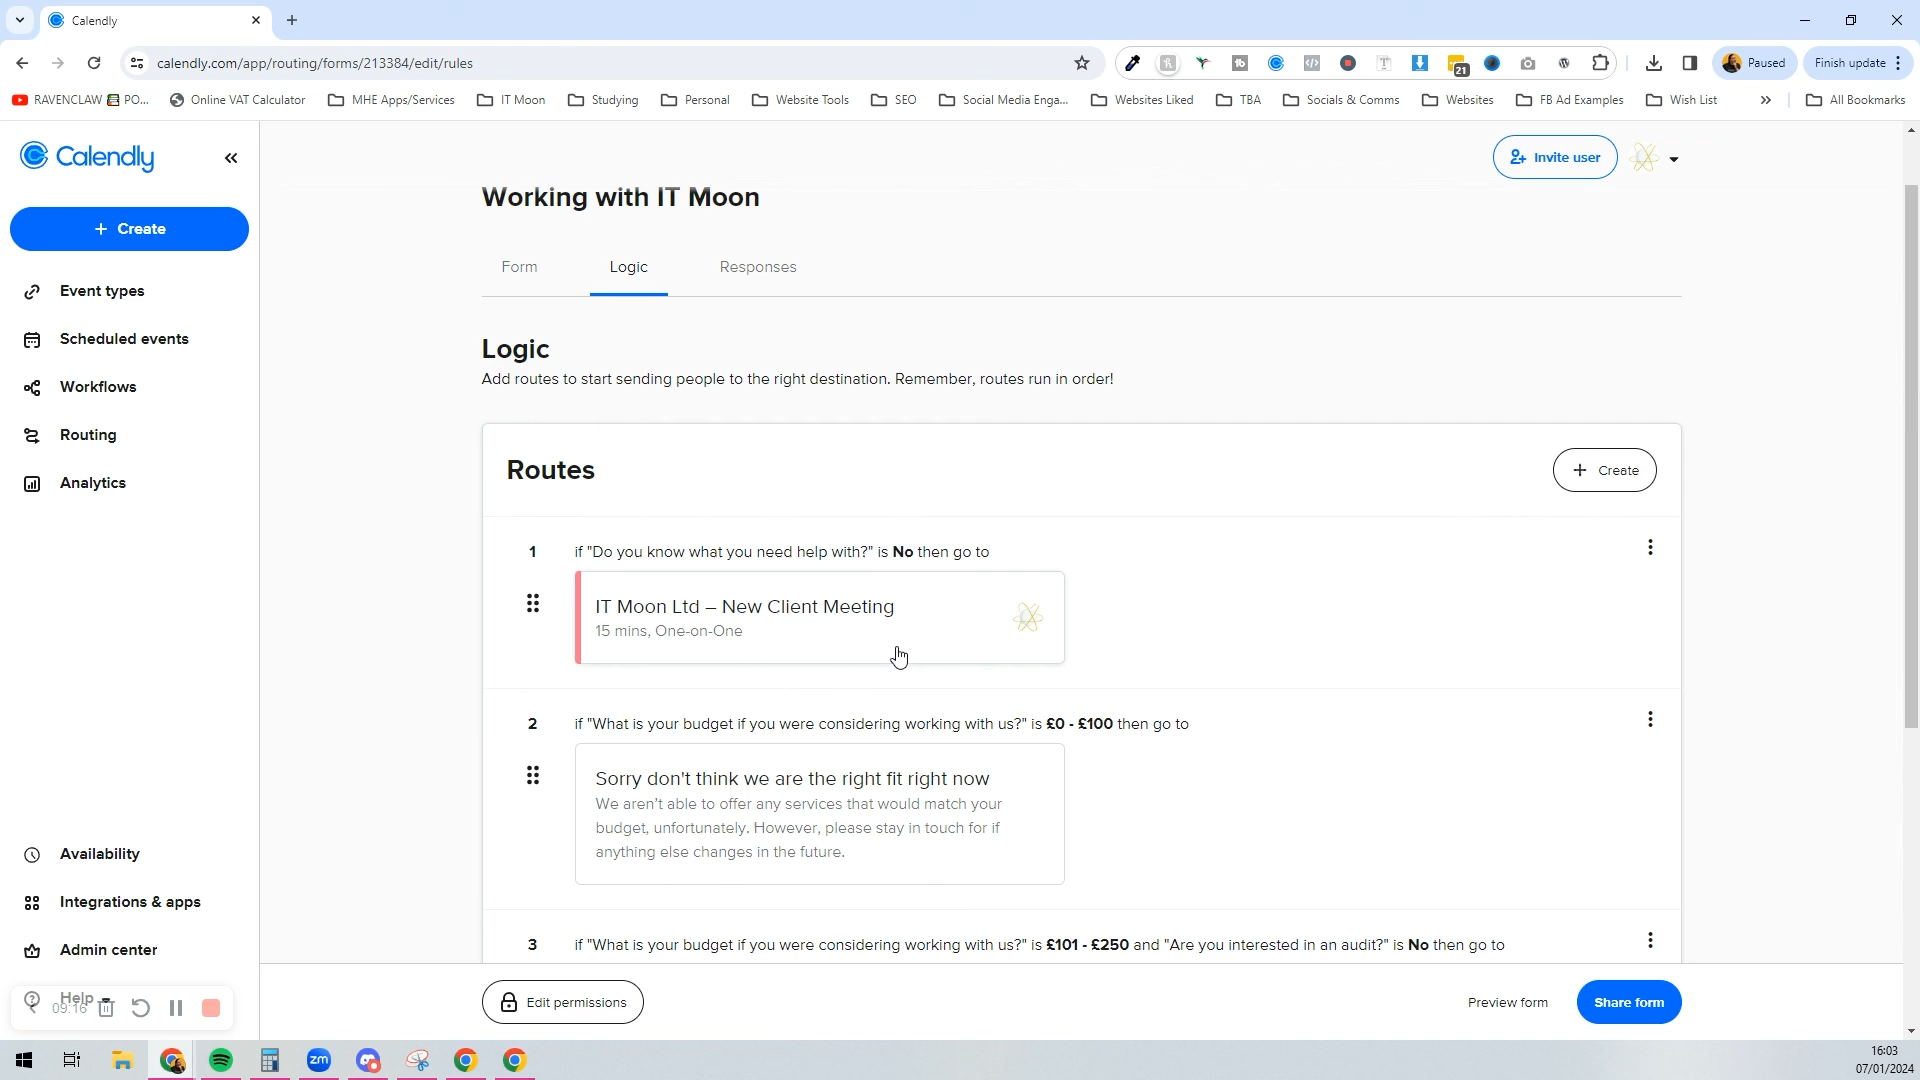 Calendly
calendly.com/app/routing/forms/213384/edit/rules
21
Paused
Finish update
RAVENCLAW
PO...
Online VAT Calculator
MHE Apps/Services
IT Moon
Studying
Personal
Website Tools
SEO
Social Media Enga...
Websites Liked
TBA
Socials & Comms
Websites
FB Ad Examples
Wish List
»
All Bookmarks
Calendly
Invite user
+ Create
Event types
Scheduled events
Workflows
Routing
Analytics
Availability
Integrations & apps
Admin center
Help
09:16
Working with IT Moon
Form
Logic
Responses
Logic
Add routes to start sending people to the right destination. Remember, routes run in order!
Routes
+ Create
1
if "Do you know what you need help with?" is No then go to
IT Moon Ltd – New Client Meeting
15 mins, One-on-One
2
if "What is your budget if you were considering working with us?" is £0 - £100 then go to
Sorry don't think we are the right fit right now
We aren't able to offer any services that would match your
budget, unfortunately. However, please stay in touch for if
anything else changes in the future.
3
if "What is your budget if you were considering working with us?" is £101 - £250 and "Are you interested in an audit?" is No then go to
Edit permissions
Preview form
Share form
zm
16:03
07/01/2024